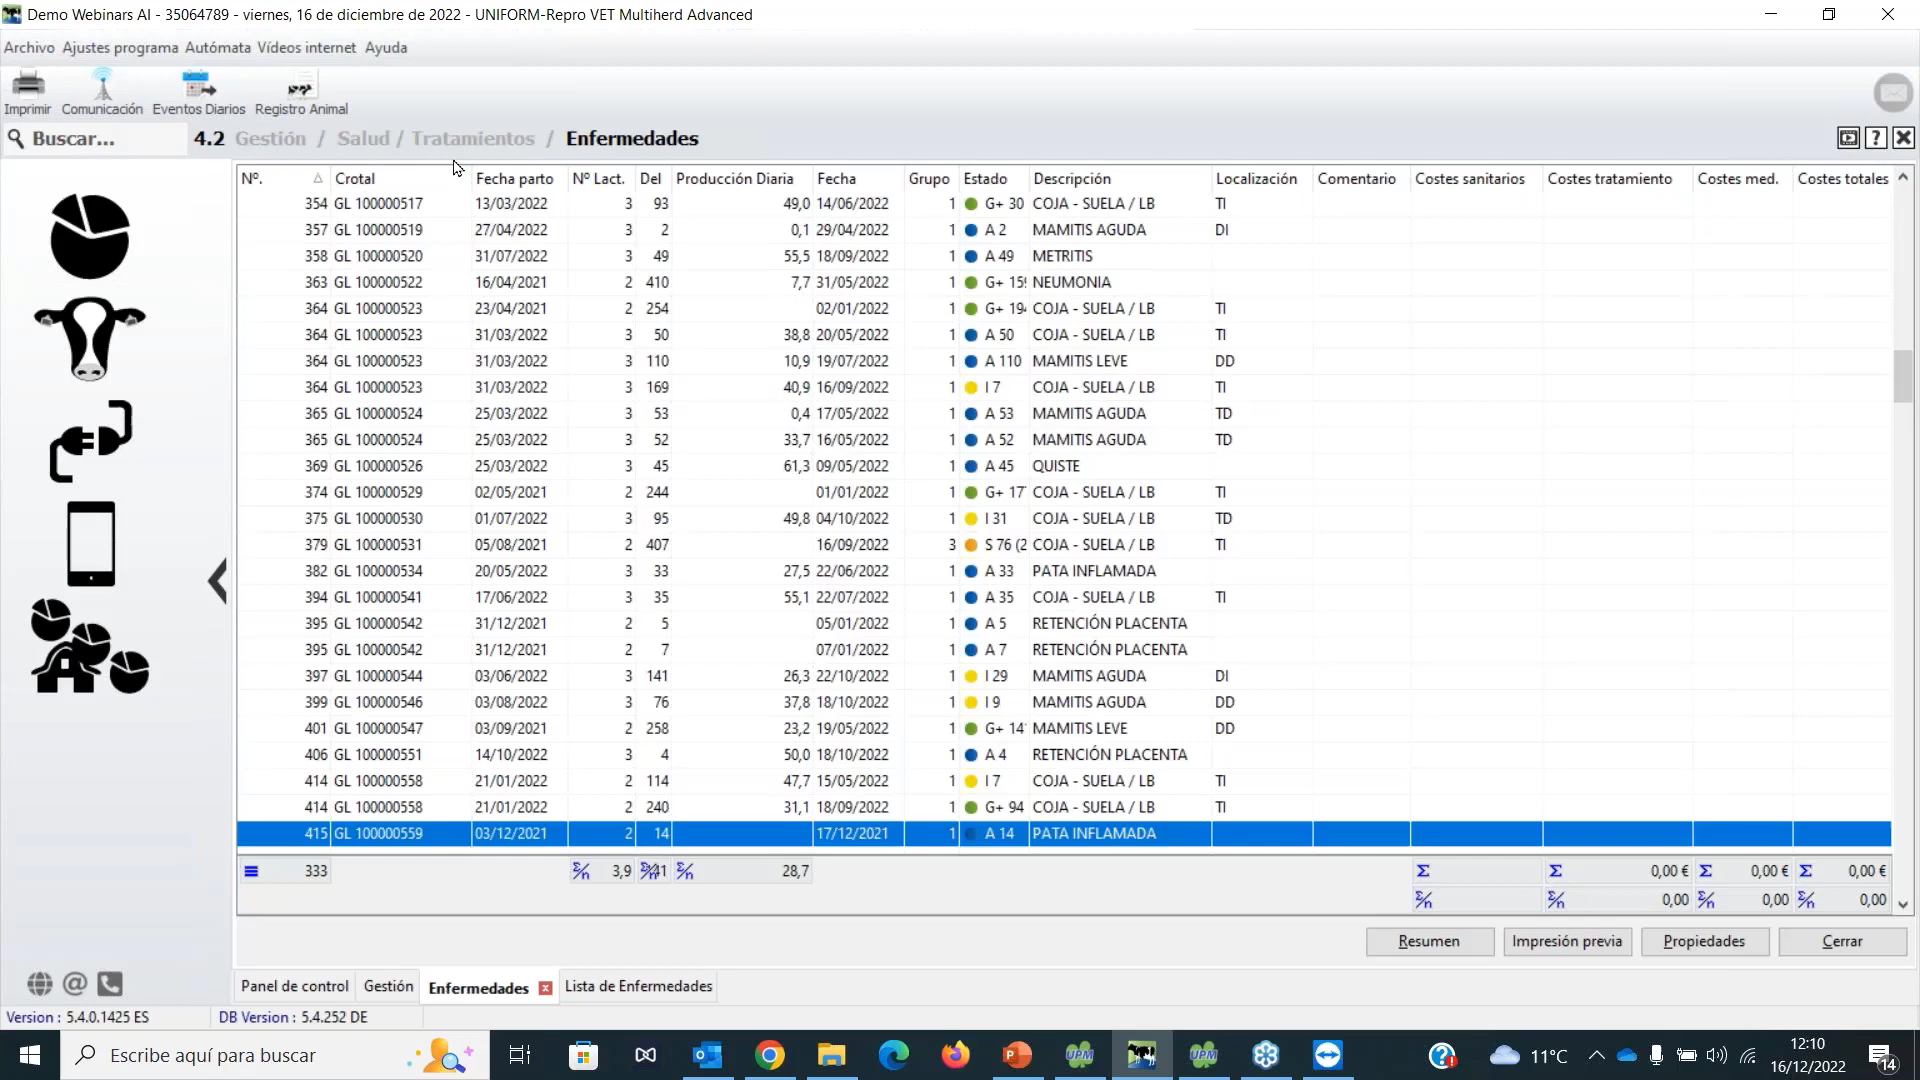 Demo Webinars AI - 35064789 - viernes, 16 de diciembre de 2022 - UNIFORM-Repro VET Multiherd Advanced
Archivo Ajustes programa Autómata Vídeos internet Ayuda
Imprimir Comunicación Eventos Diarios Registro Animal
Buscar... 4.2 Gestión / Salud / Tratamientos / Enfermedades
Nº. Crotal Fecha parto Nº Lact. Del Producción Diaria Fecha Grupo Estado Descripción Localización Comentario Costes sanitarios Costes tratamiento Costes med. Costes totales
354 GL 100000517 13/03/2022 3 93 49,0 14/06/2022 1 G+ 30 COJA - SUELA / LB TI
357 GL 100000519 27/04/2022 3 2 0,1 29/04/2022 1 A 2 MAMITIS AGUDA DI
358 GL 100000520 31/07/2022 3 49 55,5 18/09/2022 1 A 49 METRITIS
363 GL 100000522 16/04/2021 2 410 7,7 31/05/2022 1 G+ 15 NEUMONIA
364 GL 100000523 23/04/2021 2 254 02/01/2022 1 G+ 19 COJA - SUELA / LB TI
364 GL 100000523 31/03/2022 3 50 38,8 20/05/2022 1 A 50 COJA - SUELA / LB TI
364 GL 100000523 31/03/2022 3 110 10,9 19/07/2022 1 A 110 MAMITIS LEVE DD
364 GL 100000523 31/03/2022 3 169 40,9 16/09/2022 1 I 7 COJA - SUELA / LB TI
365 GL 100000524 25/03/2022 3 53 0,4 17/05/2022 1 A 53 MAMITIS AGUDA TD
365 GL 100000524 25/03/2022 3 52 33,7 16/05/2022 1 A 52 MAMITIS AGUDA TD
369 GL 100000526 25/03/2022 3 45 61,3 09/05/2022 1 A 45 QUISTE
374 GL 100000529 02/05/2021 2 244 01/01/2022 1 G+ 17 COJA - SUELA / LB TI
375 GL 100000530 01/07/2022 3 95 49,8 04/10/2022 1 I 31 COJA - SUELA / LB TD
379 GL 100000531 05/08/2021 2 407 16/09/2022 3 S 76 (2 COJA - SUELA / LB TI
382 GL 100000534 20/05/2022 3 33 27,5 22/06/2022 1 A 33 PATA INFLAMADA
394 GL 100000541 17/06/2022 3 35 55,1 22/07/2022 1 A 35 COJA - SUELA / LB TI
395 GL 100000542 31/12/2021 2 5 05/01/2022 1 A 5 RETENCIÓN PLACENTA
395 GL 100000542 31/12/2021 2 7 07/01/2022 1 A 7 RETENCIÓN PLACENTA
397 GL 100000544 03/06/2022 3 141 26,3 22/10/2022 1 I 29 MAMITIS AGUDA DI
399 GL 100000546 03/08/2022 3 76 37,8 18/10/2022 1 I 9 MAMITIS AGUDA DD
401 GL 100000547 03/09/2021 2 258 23,2 19/05/2022 1 G+ 14 MAMITIS LEVE DD
406 GL 100000551 14/10/2022 3 4 50,0 18/10/2022 1 A 4 RETENCIÓN PLACENTA
414 GL 100000558 21/01/2022 2 114 47,7 15/05/2022 1 I 7 COJA - SUELA / LB TI
414 GL 100000558 21/01/2022 2 240 31,1 18/09/2022 1 G+ 94 COJA - SUELA / LB TI
415 GL 100000559 03/12/2021 2 14 17/12/2021 1 A 14 PATA INFLAMADA
333 Σ/n 3,9 Σ/n Σ/n 28,7 Σ Σ 0,00 € Σ 0,00 € Σ 0,00 €
Σ/n Σ/n 0,00 Σ/n 0,00 Σ/n 0,00
Resumen Impresión previa Propiedades Cerrar
Panel de control Gestión Enfermedades Lista de Enfermedades
Version : 5.4.0.1425 ES DB Version : 5.4.252 DE
Escribe aquí para buscar
UPM UPM
11°C
12:10
16/12/2022
14